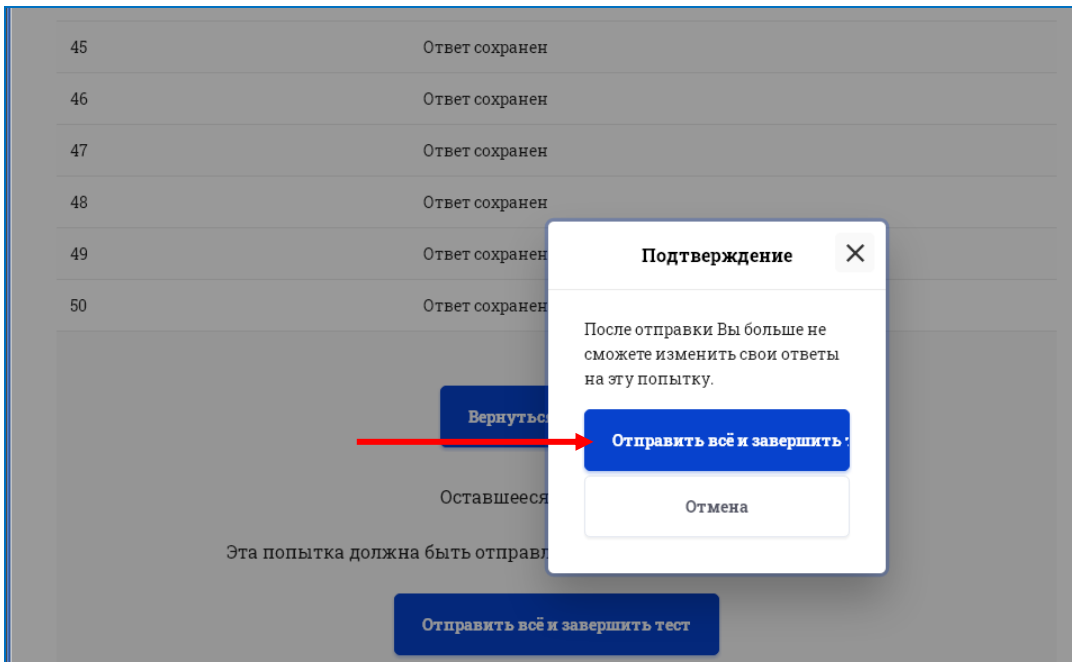 45 Ответ сохранен
46 Ответ сохранен
47 Ответ сохранен
48 Ответ сохранен
49 Ответ сохранен
50 Ответ сохранен
Подтверждение
После отправки Вы больше не
сможете изменить свои ответы
на эту попытку.
Отправить всё и завершить
Отмена
Оставшееся
Эта попытка должна быть
Отправить всё и завершить тест